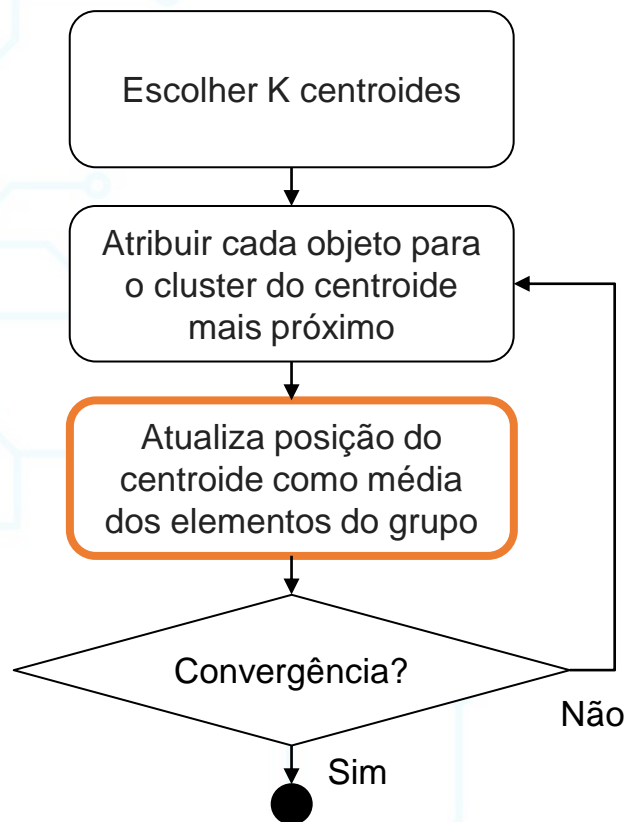 Escolher K centroides
Atribuir cada objeto para
o cluster do centroide
mais próximo
Atualiza posição do
centroide como média
dos elementos do grupo
Convergência?
Não
Sim